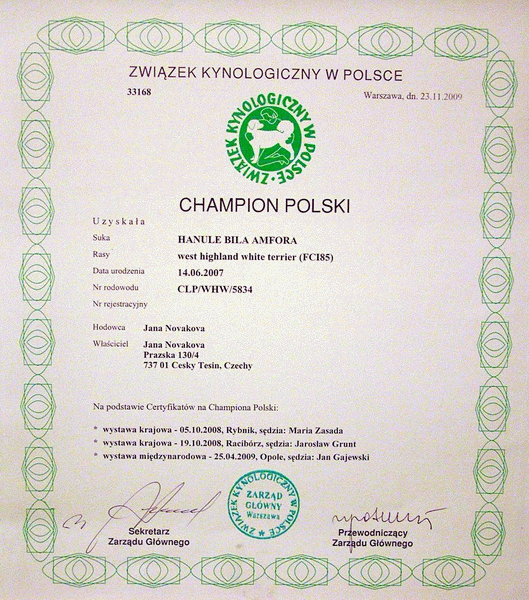 ZWIĄZEK KYNOLOGICZNY W POLSCE
33168
Warszawa, dn. 23.11.2009
ZWIĄZEK KYNOLOGICZNY W POLSCE
CHAMPION POLSKI
Uzyskała
Suka HANULE BILA AMFORA
Rasy west highland white terrier (FCI85)
Data urodzenia 14.06.2007
Nr rodowodu CLP/WHW/5834
Nr rejestracyjny
Hodowca Jana Novakova
Właściciel Jana Novakova
Prazska 130/4
737 01 Cesky Tesin, Czechy
Na podstawie Certyfikatów na Championa Polski:
* wystawa krajowa - 05.10.2008, Rybnik, sędzia: Maria Zasada
* wystawa krajowa - 19.10.2008, Racibórz, sędzia: Jarosław Grunt
* wystawa międzynarodowa - 25.04.2009, Opole, sędzia: Jan Gajewski
ZWIĄZEK KYNOLOGICZNY W POLSCE
ZARZĄD
GŁÓWNY
Warszawa
Sekretarz
Zarządu Głównego
Przewodniczący
Zarządu Głównego